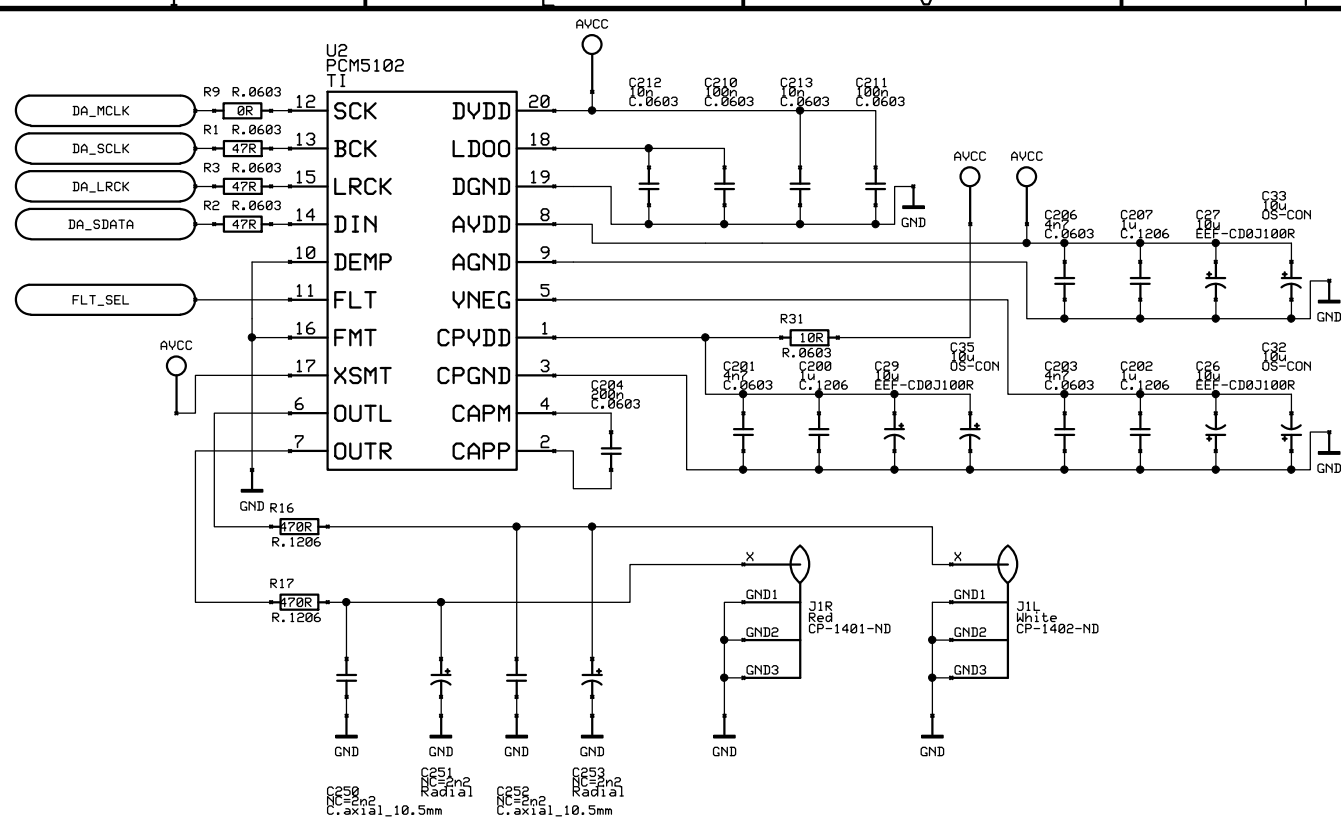 AVCC
U2
PCM5102
TI
C212
10n
C.0603
C210
100n
C.0603
C213
10n
C.0603
C211
100n
C.0603
DA_MCLK
R9 R.0603
0R
12 SCK
DVDD 20
DA_SCLK
R1 R.0603
47R
13 BCK
LDOO 18
DA_LRCK
R3 R.0603
47R
15 LRCK
DGND 19
DA_SDATA
R2 R.0603
47R
14 DIN
AVDD 8
GND
AVCC
AVCC
C206
4n7
C.0603
C207
1u
C.1206
C27
10u
EEF-CD0J100R
C33
10u
OS-CON
10 DEMP
AGND 9
FLT_SEL
11 FLT
VNEG 5
GND
16 FMT
CPVDD 1
R31
10R
R.0603
AVCC
17 XSMT
CPGND 3
C204
200n
C.0603
C201
4n7
C.0603
C200
1u
C.1206
C29
10u
EEF-CD0J100R
C35
10u
OS-CON
C203
4n7
C.0603
C202
1u
C.1206
C26
10u
EEF-CD0J100R
C32
10u
OS-CON
6 OUTL
CAPM 4
7 OUTR
CAPP 2
GND
GND
R16
470R
R.1206
R17
470R
R.1206
X
GND1
GND2
GND3
J1R
Red
CP-1401-ND
X
GND1
GND2
GND3
J1L
White
CP-1402-ND
GND
GND
GND
GND
GND
GND
C250
NC=2n2
C.axial_10.5mm
C251
NC=2n2
Radial
C252
NC=2n2
C.axial_10.5mm
C253
NC=2n2
Radial